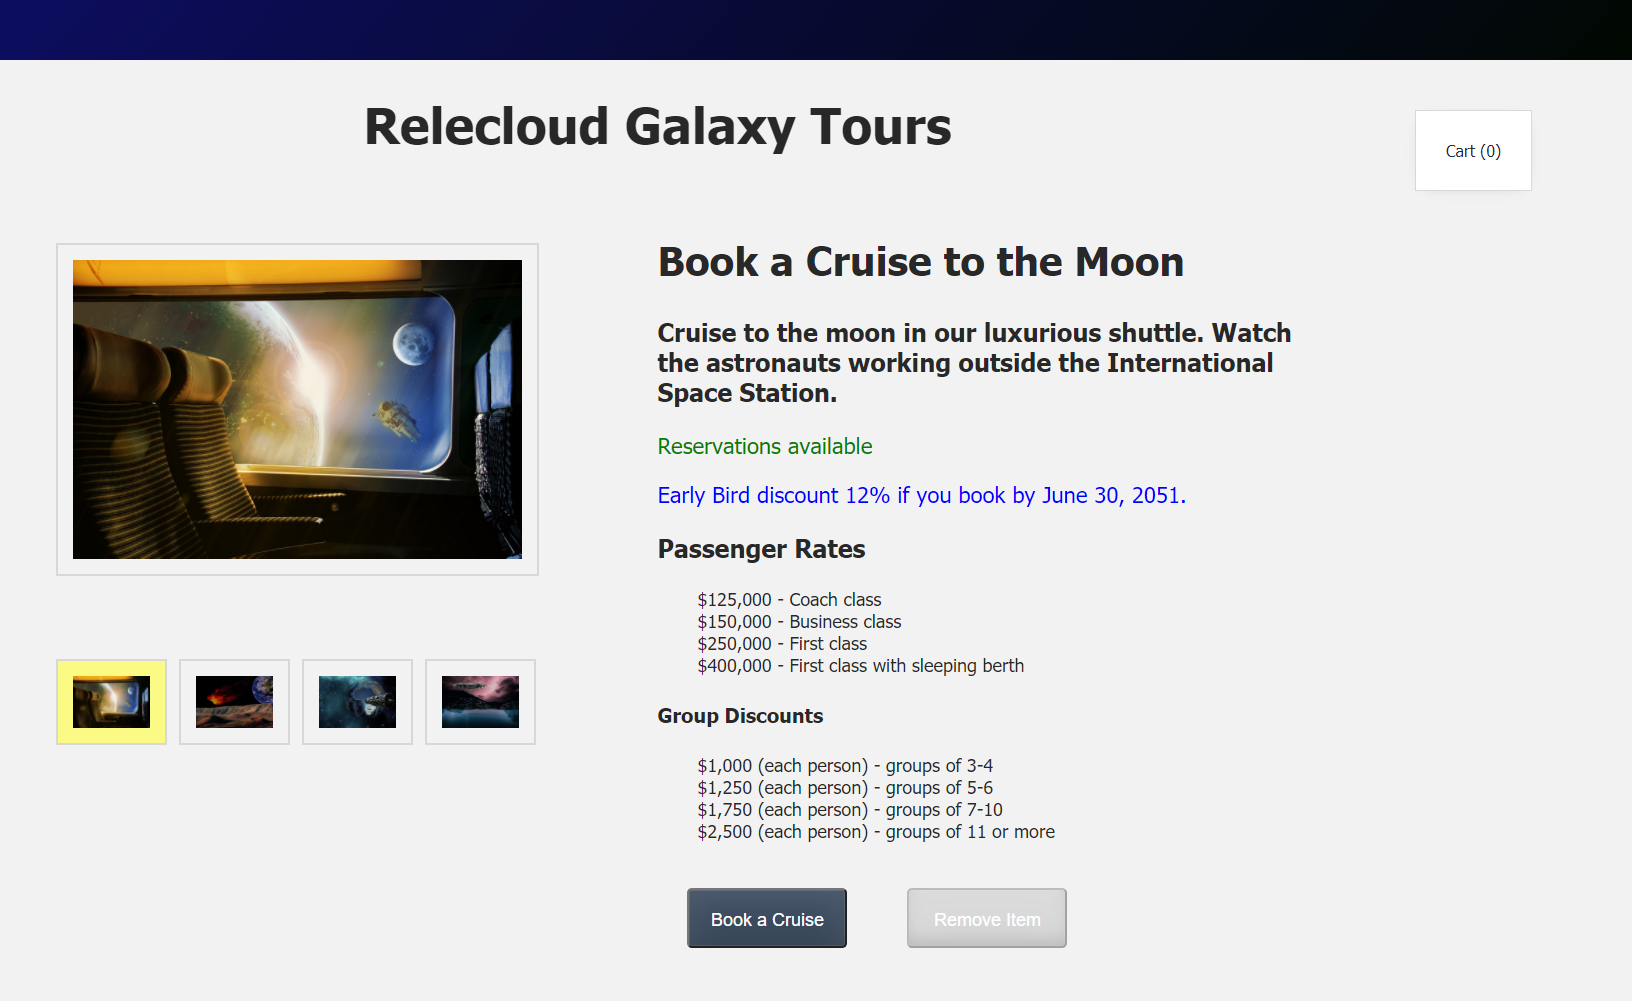 Relecloud Galaxy Tours
Cart (0)
Book a Cruise to the Moon
Cruise to the moon in our luxurious shuttle. Watch
the astronauts working outside the International
Space Station.
Reservations available
Early Bird discount 12% if you book by June 30, 2051.
Passenger Rates
$125,000 - Coach class
$150,000 - Business class
$250,000 - First class
$400,000 - First class with sleeping berth
Group Discounts
$1,000 (each person) - groups of 3-4
$1,250 (each person) - groups of 5-6
$1,750 (each person) - groups of 7-10
$2,500 (each person) - groups of 11 or more
Book a Cruise
Remove Item